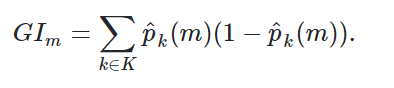 $$GI_m = \sum_{k \in K} \hat{p}_k(m)(1 - \hat{p}_k(m)).$$